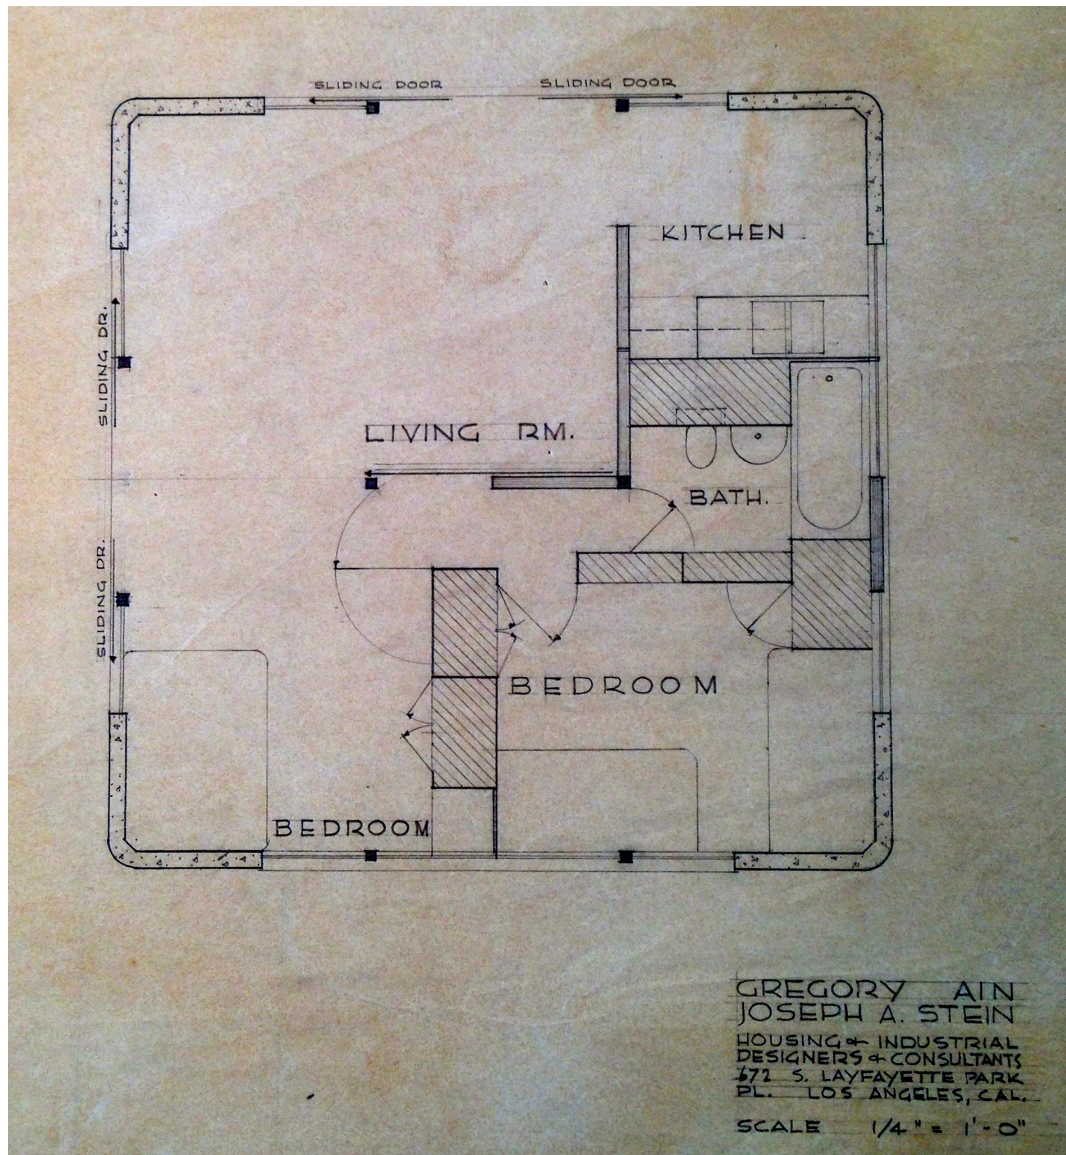 SLIDING DOOR
SLIDING DOOR
KITCHEN
SLIDING DR.
LIVING RM.
BATH.
SLIDING DR.
BEDROOM
BEDROOM
GREGORY AIN
JOSEPH A. STEIN
HOUSING & INDUSTRIAL
DESIGNERS & CONSULTANTS
672 S. LAYFAYETTE PARK
PL. LOS ANGELES, CAL.
SCALE 1/4" = 1'-0"